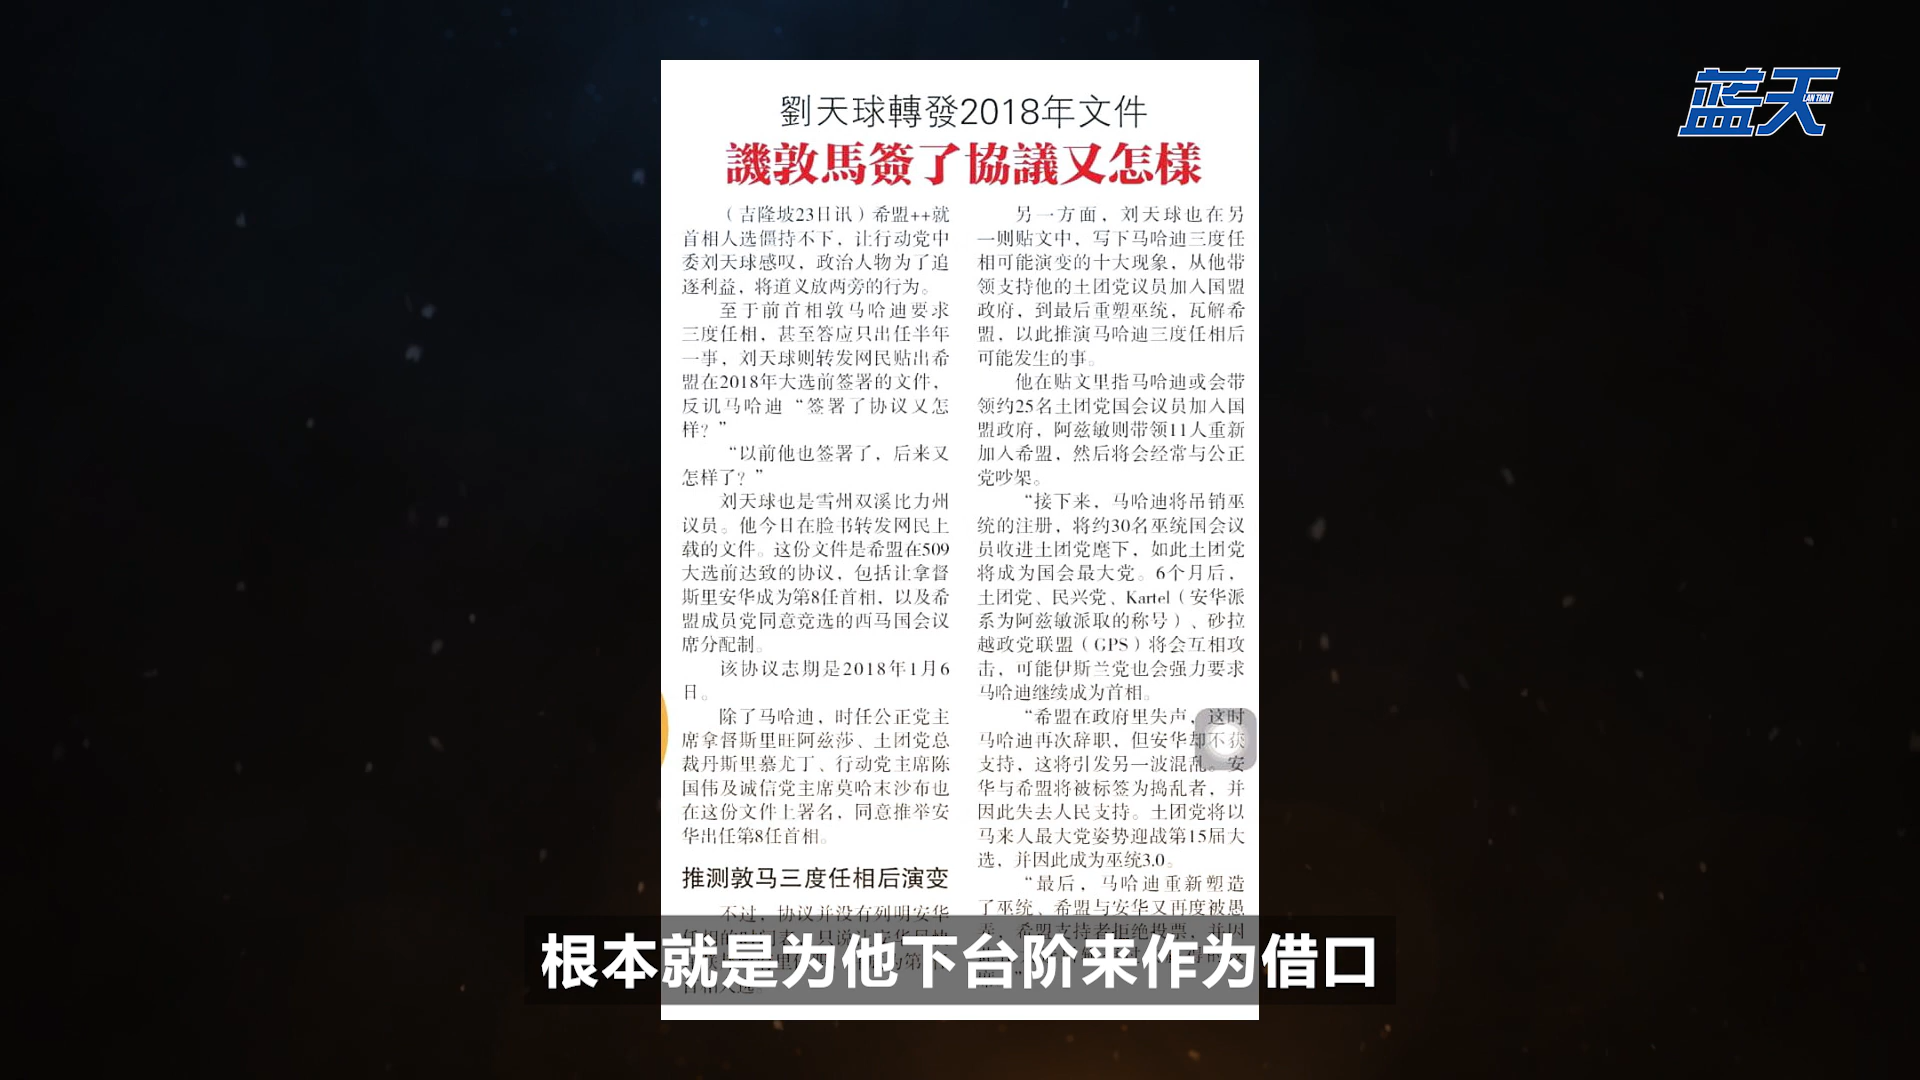 蓝天
LAN TIAN
劉天球轉發2018年文件
譏敦馬簽了協議又怎樣
（吉隆坡23日讯）希盟++就
首相人选僵持不下，让行动党中
委刘天球感叹，政治人物为了追
逐利益，将道义放两旁的行为。
至于前首相敦马哈迪要求
三度任相，甚至答应只出任半年
一事，刘天球则转发网民贴出希
盟在2018年大选前签署的文件，
反讥马哈迪“签署了协议又怎
样？”
“以前他也签署了，后来又
怎样了？”
刘天球也是雪州双溪比力州
议员。他今日在脸书转发网民上
载的文件。这份文件是希盟在509
大选前达致的协议，包括让拿督
斯里安华成为第8任首相，以及希
盟成员党同意竞选的西马国会议
席分配制。
该协议志期是2018年1月6
日。
除了马哈迪，时任公正党主
席拿督斯里旺阿兹莎、土团党总
裁丹斯里慕尤丁、行动党主席陈
国伟及诚信党主席莫哈末沙布也
在这份文件上署名，同意推举安
华出任第8任首相。
推测敦马三度任相后演变
不过，协议并没有列明安华
另一方面，刘天球也在另
一则贴文中，写下马哈迪三度任
相可能演变的十大现象，从他带
领支持他的土团党议员加入国盟
政府，到最后重塑巫统，瓦解希
盟，以此推演马哈迪三度任相后
可能发生的事。
他在贴文里指马哈迪或会带
领约25名土团党国会议员加入国
盟政府，阿兹敏则带领11人重新
加入希盟，然后将会经常与公正
党吵架。
“接下来，马哈迪将吊销巫
统的注册，将约30名巫统国会议
员收进土团党麾下，如此土团党
将成为国会最大党。6个月后，
土团党、民兴党、Kartel（安华派
系为阿兹敏派取的称号）、砂拉
越政党联盟（GPS）将会互相攻
击，可能伊斯兰党也会强力要求
马哈迪继续成为首相。
“希盟在政府里失声，这时
马哈迪再次辞职，但安华却不获
支持，这将引发另一波混乱。安
华与希盟将被标签为捣乱者，并
因此失去人民支持。土团党将以
马来人最大党姿势迎战第15届大
选，并因此成为巫统3.0。
“最后，马哈迪重新塑造
了巫统、希盟与安华又再度被愚
弄，希盟支持者拒绝投票，并因
根本就是为他下台阶来作为借口